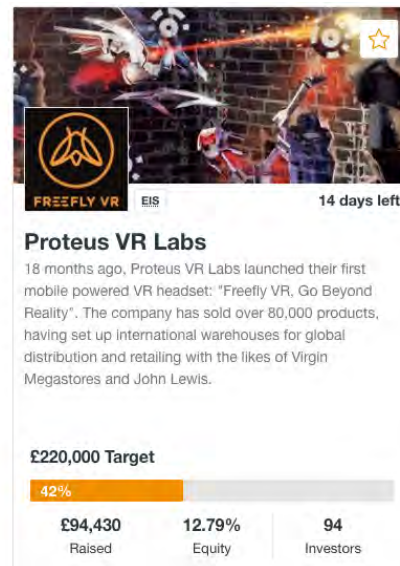 FREEFLY VR
EIS
14 days left
Proteus VR Labs
18 months ago, Proteus VR Labs launched their first
mobile powered VR headset: "Freefly VR, Go Beyond
Reality". The company has sold over 80,000 products,
having set up international warehouses for global
distribution and retailing with the likes of Virgin
Megastores and John Lewis.
£220,000 Target
42%
£94,430 12.79% 94
Raised Equity Investors